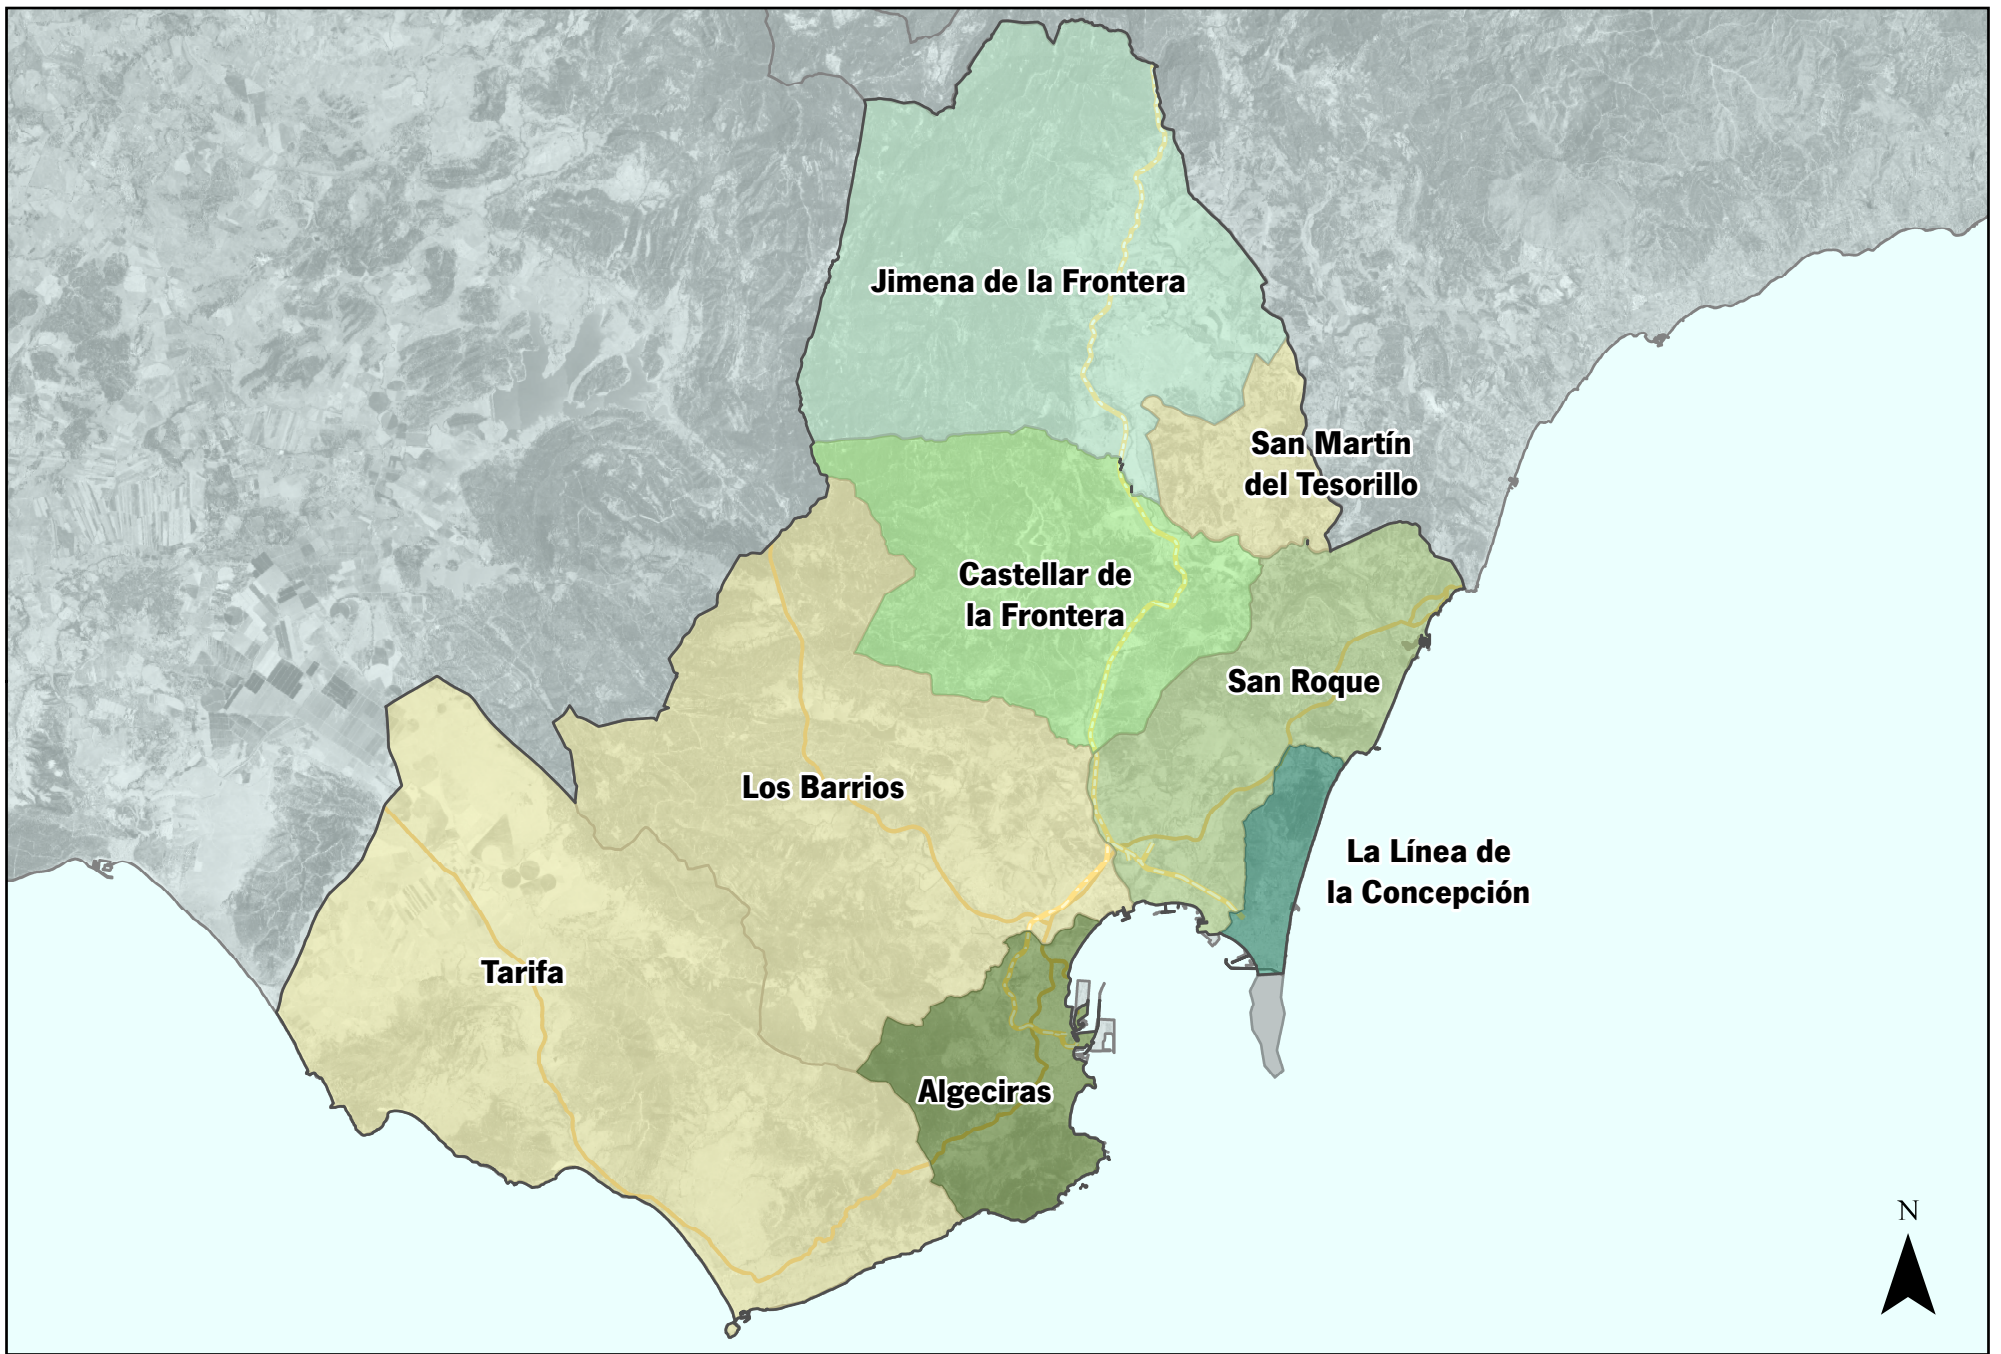 Jimena de la Frontera
San Martín
del Tesorillo
Castellar de
la Frontera
San Roque
Los Barrios
La Línea de
la Concepción
Tarifa
Algeciras
N